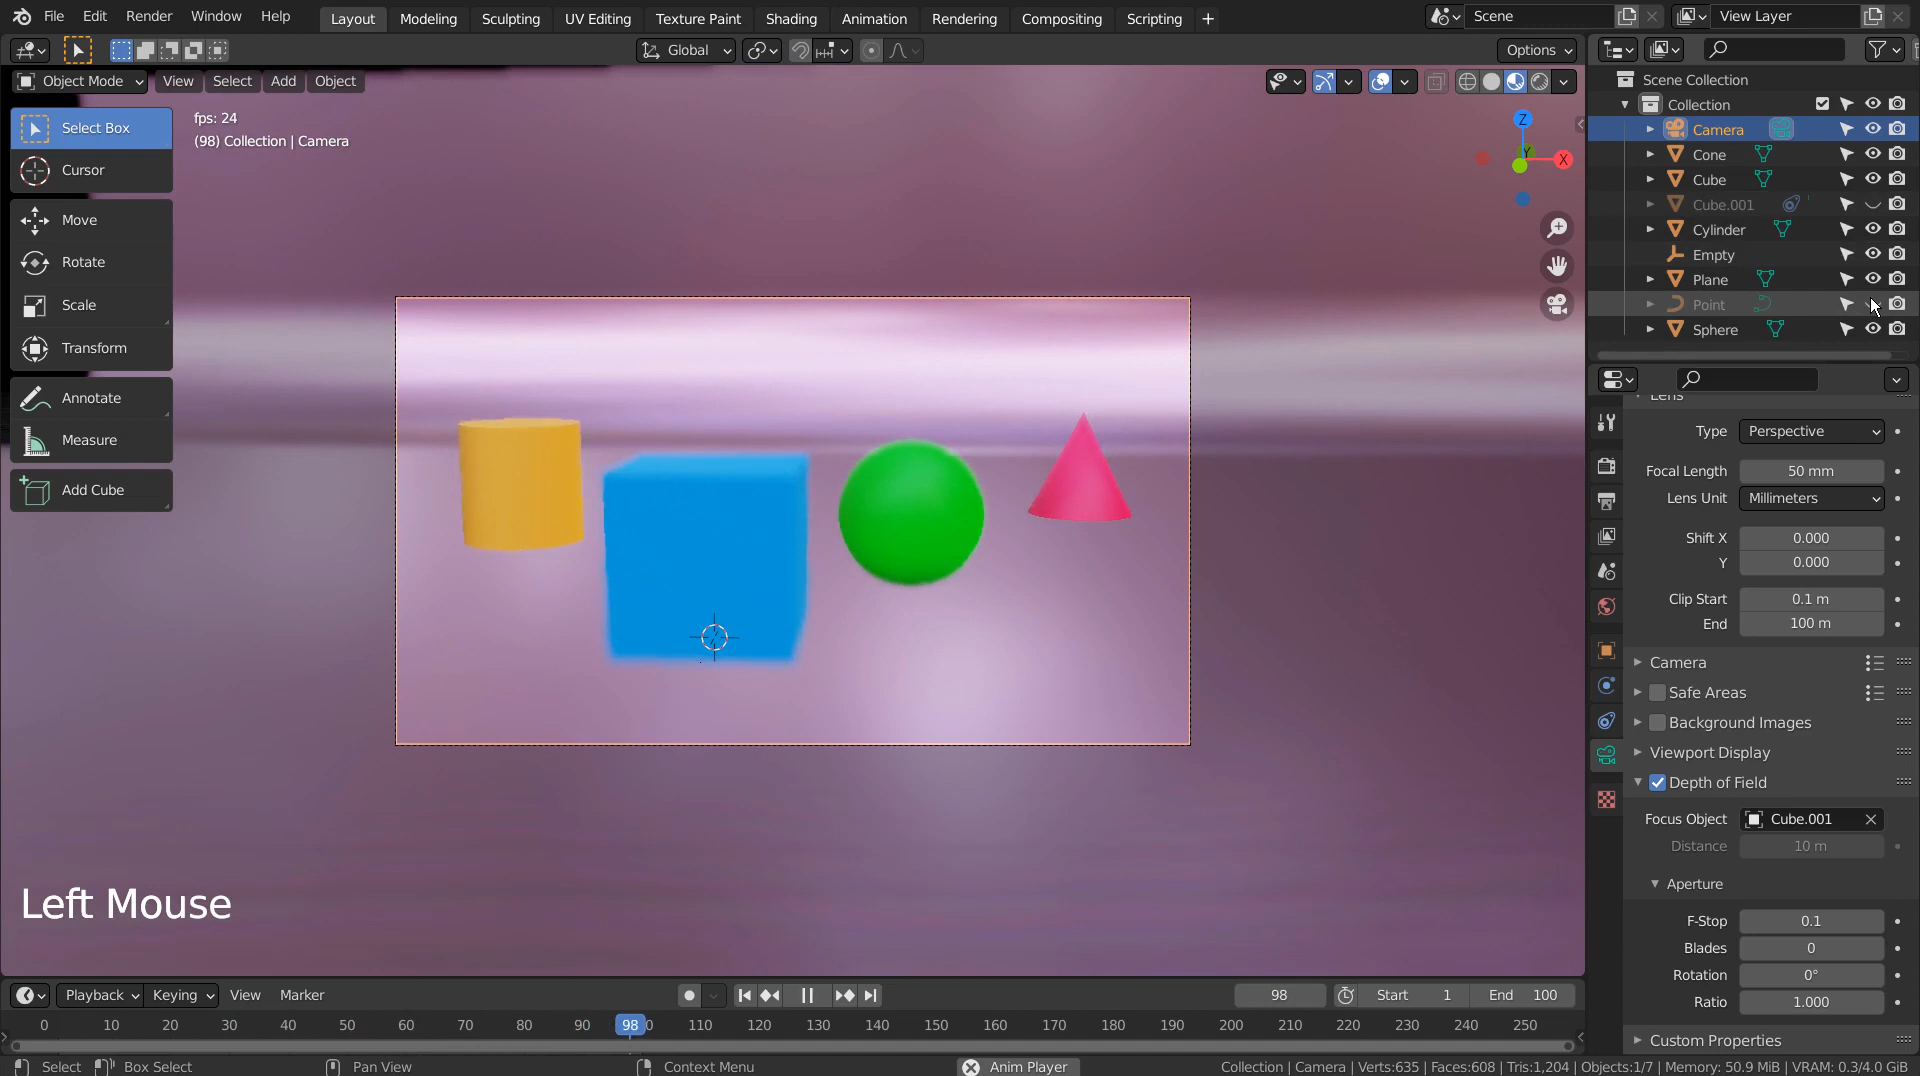 File Edit Render Window Help Layout Modeling Sculpting UV Editing Texture Paint Shading Animation Rendering Compositing Scripting + Scene View Layer
Global Options
Object Mode View Select Add Object
Select Box
Cursor
Move
Rotate
Scale
Transform
Annotate
Measure
Add Cube
fps: 24
(98) Collection | Camera
Z
Y
X
Left Mouse
Scene Collection
Collection
Camera
Cone
Cube
Cube.001
Cylinder
Empty
Plane
Point
Sphere
Lens
Type Perspective
Focal Length 50 mm
Lens Unit Millimeters
Shift X 0.000
Y 0.000
Clip Start 0.1 m
End 100 m
Camera
Safe Areas
Background Images
Viewport Display
Depth of Field
Focus Object Cube.001
Distance 10 m
Aperture
F-Stop 0.1
Blades 0
Rotation 0°
Ratio 1.000
Custom Properties
Playback Keying View Marker 98 Start 1 End 100
0 10 20 30 40 50 60 70 80 90 98 0 110 120 130 140 150 160 170 180 190 200 210 220 230 240 250
Select Box Select Pan View Context Menu Anim Player Collection | Camera | Verts:635 | Faces:608 | Tris:1,204 | Objects:1/7 | Memory: 50.9 MiB | VRAM: 0.3/4.0 GiB